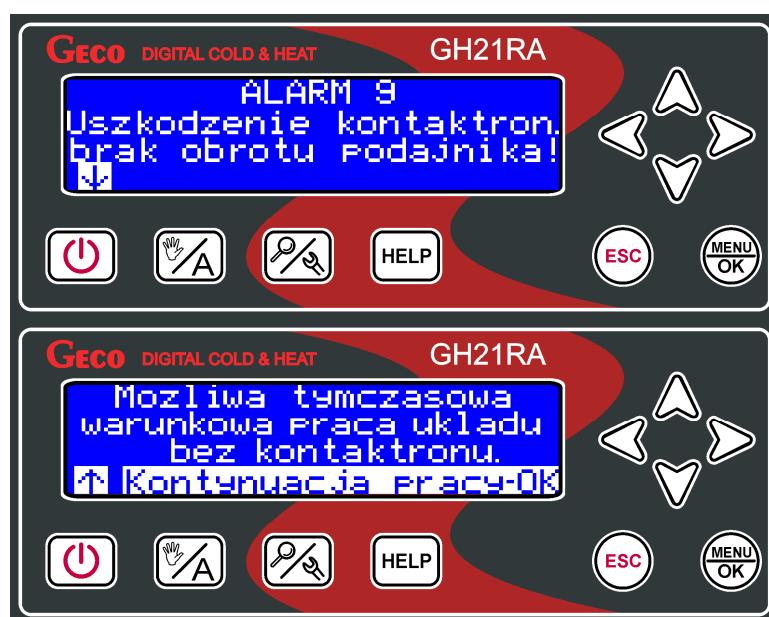 GECO DIGITAL COLD & HEAT GH21RA
ALARM 9
Uszkodzenie kontaktron.
brak obrotu podajnika!
↓
A HELP ESC MENU
OK
GECO DIGITAL COLD & HEAT GH21RA
Mozliwa tymczasowa
warunkowa praca ukladu
bez kontaktronu.
↑ Kontynuacja pracy-OK
A HELP ESC MENU
OK